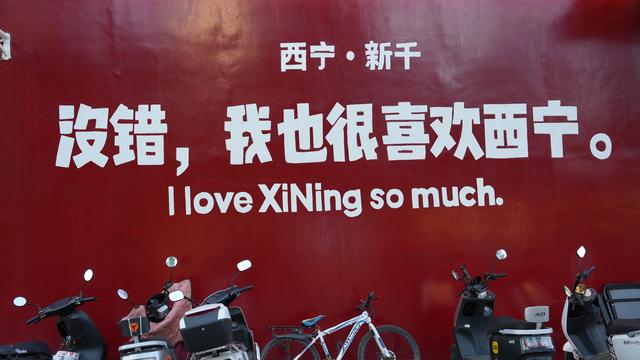 西宁·新千
没错，我也很喜欢西宁。
I love XiNing so much.